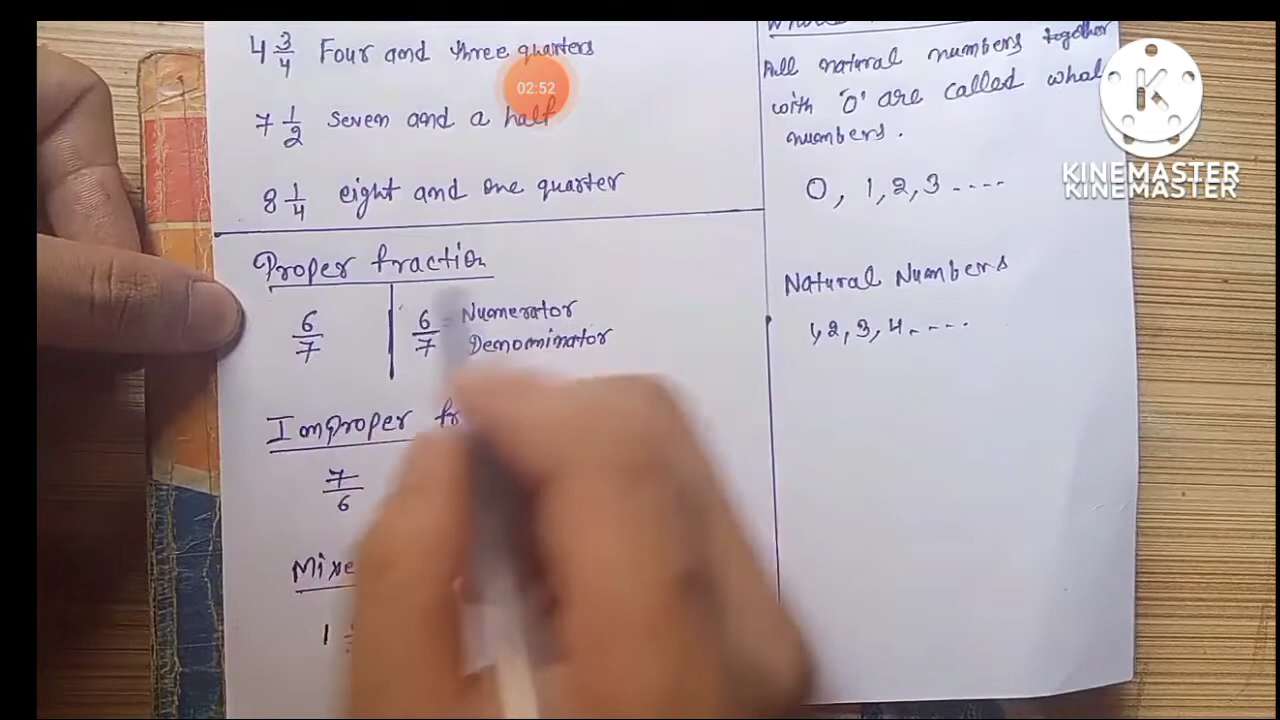 4 3/4 Four and three quarters
02:52
7 1/2 seven and a half
8 1/4 eight and one quarter
Proper fraction
6/7
6/7 Numerator
Denominator
Improper
7/6
1
All natural numbers together
with '0' are called
numbers.
0, 1, 2, 3 ....
Natural Numbers
1, 2, 3, 4 ....
KINEMASTER
KINEMASTER